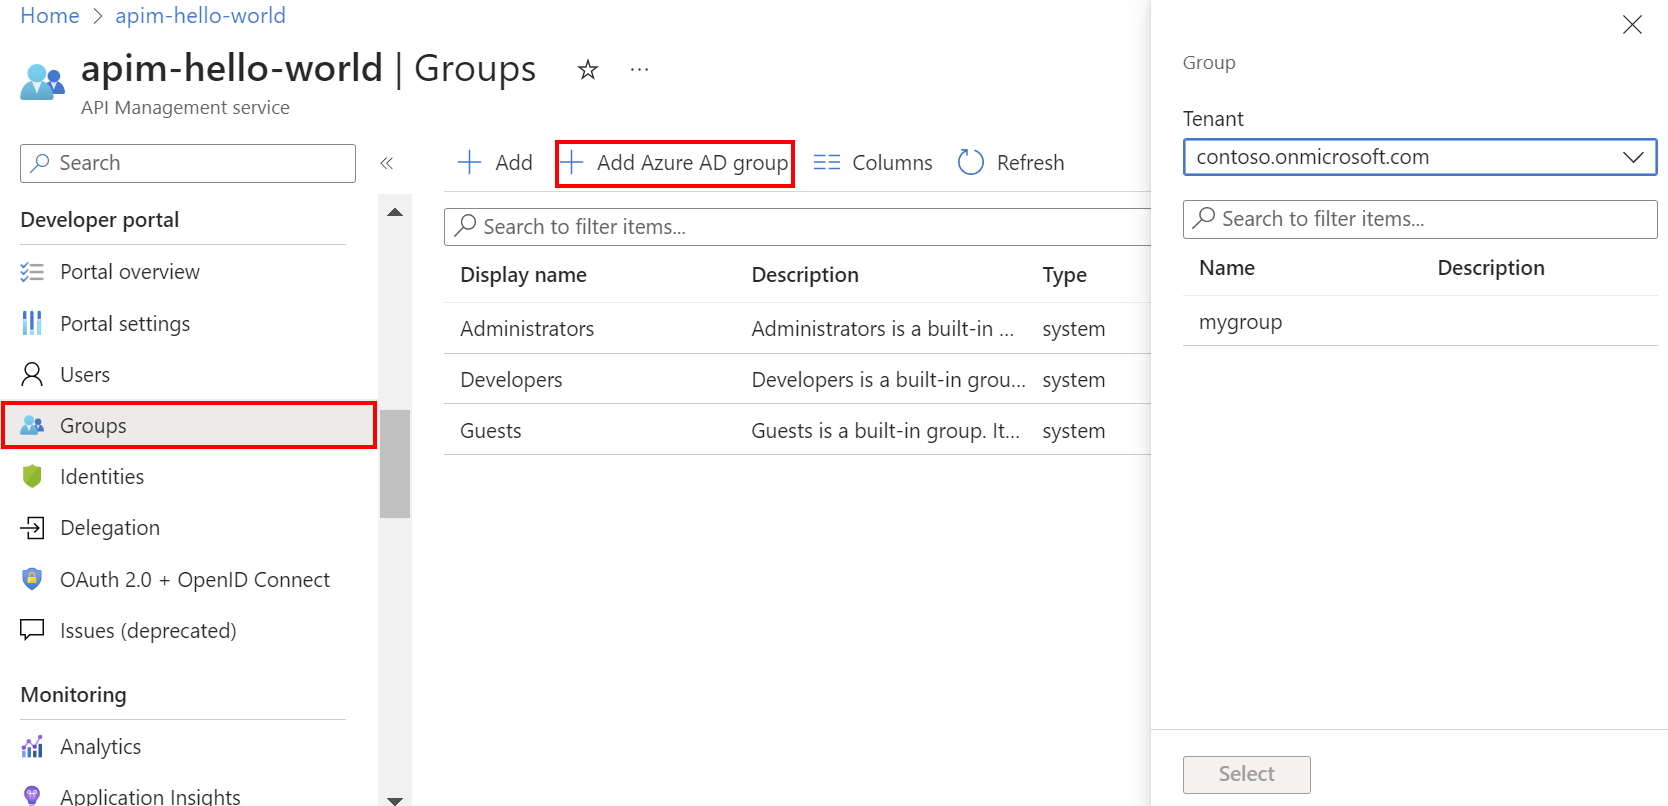 Home > apim-hello-world
apim-hello-world | Groups
API Management service
Search
Developer portal
Portal overview
Portal settings
Users
Groups
Identities
Delegation
OAuth 2.0 + OpenID Connect
Issues (deprecated)
Monitoring
Analytics
Application Insights
Add Add Azure AD group Columns Refresh
Search to filter items...
Display name Description Type
Administrators Administrators is a built-in ... system
Developers Developers is a built-in grou... system
Guests Guests is a built-in group. It... system
Group
Tenant
contoso.onmicrosoft.com
Search to filter items...
Name Description
mygroup
Select